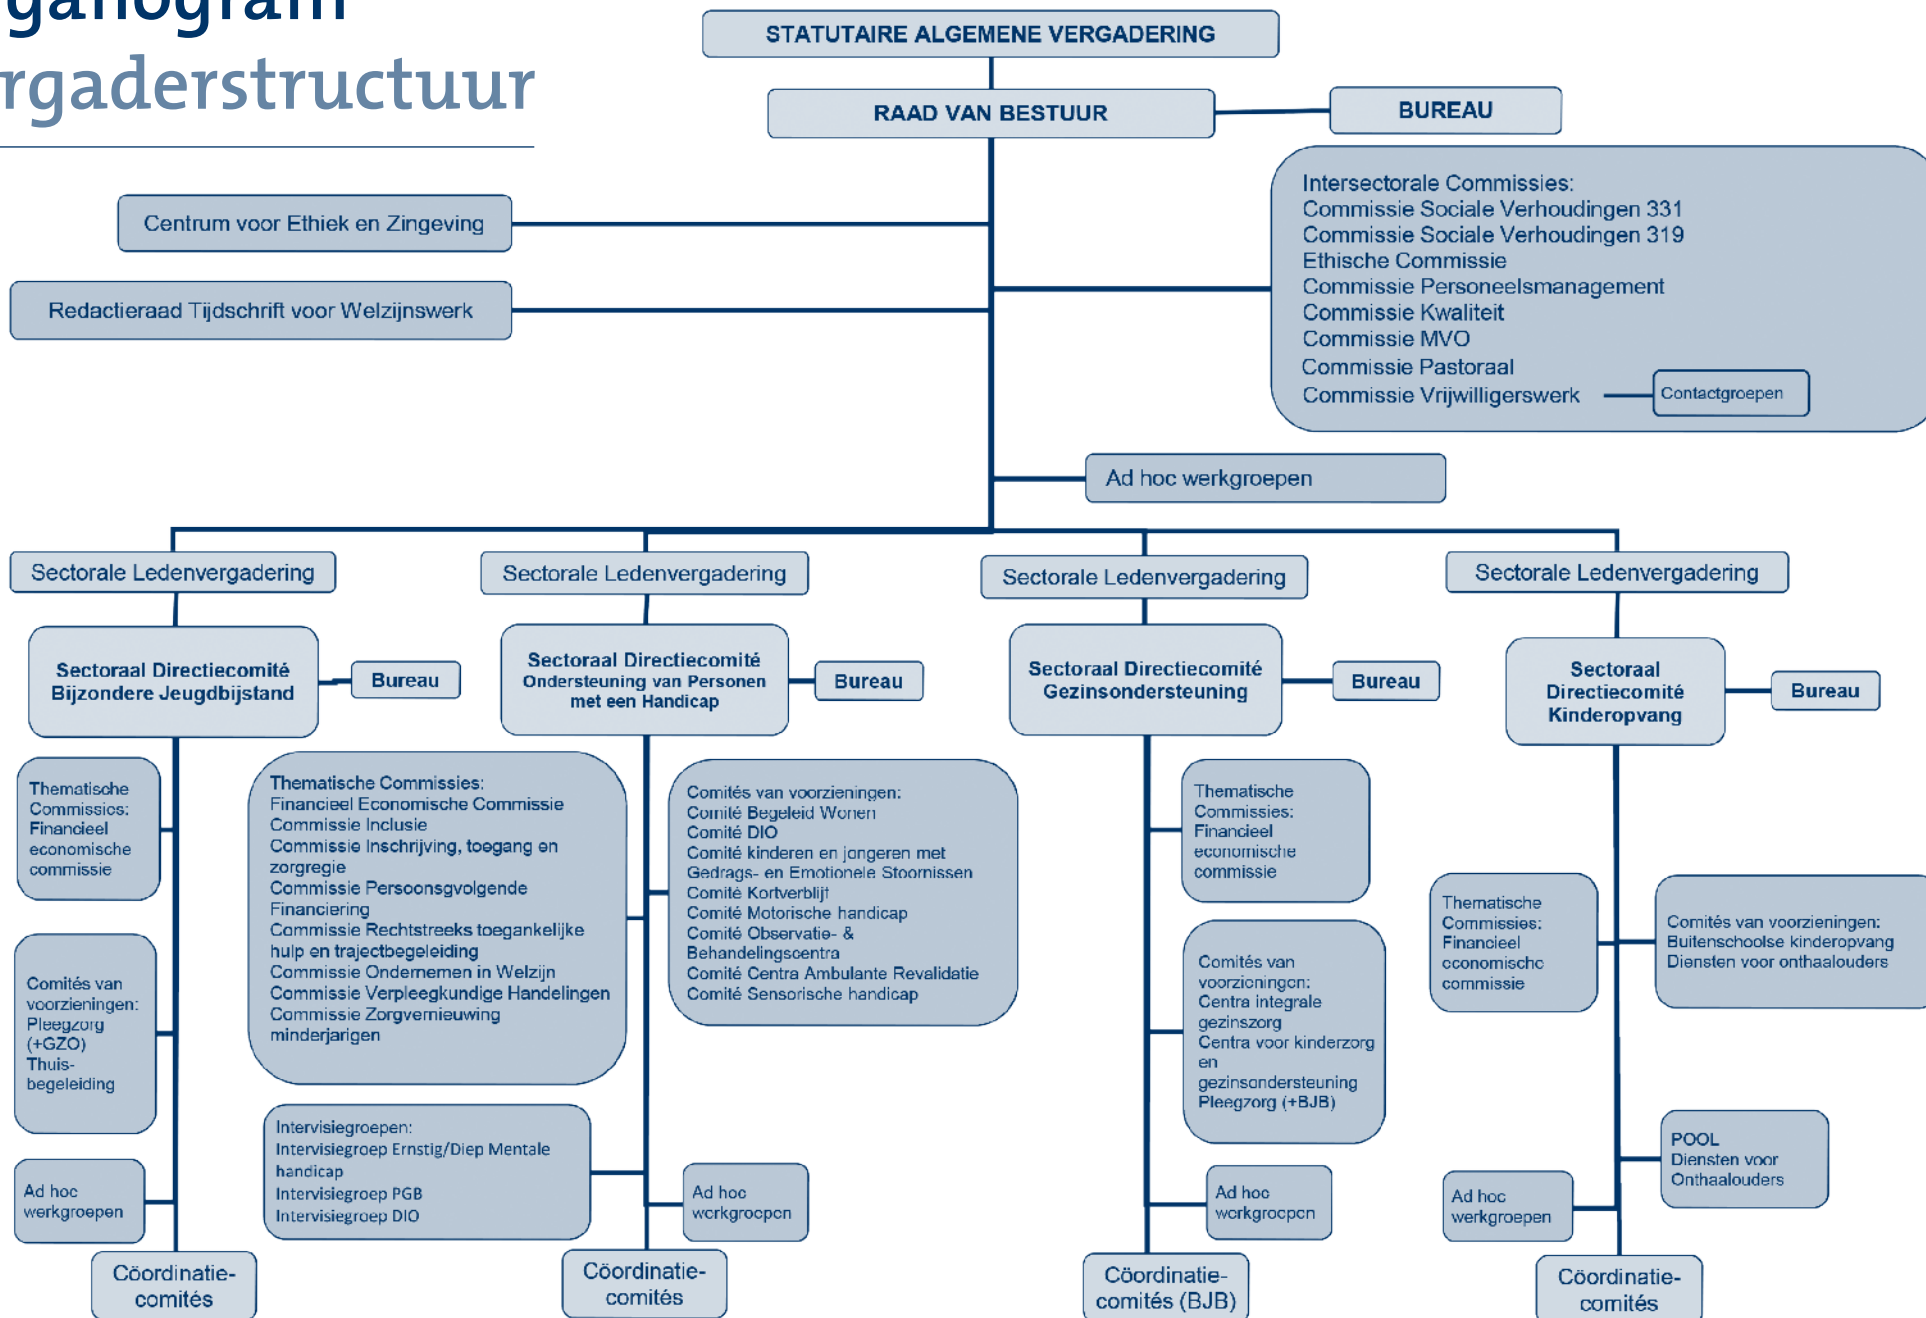 ganogram
rgaderstructuur
STATUTAIRE ALGEMENE VERGADERING
RAAD VAN BESTUUR
BUREAU
Centrum voor Ethiek en Zingeving
Redactieraad Tijdschrift voor Welzijnswerk
Intersectorale Commissies:
Commissie Sociale Verhoudingen 331
Commissie Sociale Verhoudingen 319
Ethische Commissie
Commissie Personeelsmanagement
Commissie Kwaliteit
Commissie MVO
Commissie Pastoraal
Commissie Vrijwilligerswerk
Contactgroepen
Ad hoc werkgroepen
Sectorale Ledenvergadering
Sectorale Ledenvergadering
Sectorale Ledenvergadering
Sectorale Ledenvergadering
Sectoraal Directiecomité
Bijzondere Jeugdbijstand
Bureau
Sectoraal Directiecomité
Ondersteuning van Personen
met een Handicap
Bureau
Sectoraal Directiecomité
Gezinsondersteuning
Bureau
Sectoraal
Directiecomité
Kinderopvang
Bureau
Thematische
Commissies:
Financieel
economische
commissie
Comités van
voorzieningen:
Pleegzorg
(+GZO)
Thuis-
begeleiding
Ad hoc
werkgroepen
Cöordinatie-
comités
Thematische Commissies:
Financieel Economische Commissie
Commissie Inclusie
Commissie Inschrijving, toegang en
zorgregie
Commissie Persoonsgvolgende
Financiering
Commissie Rechtstreeks toegankelijke
hulp en trajectbegeleiding
Commissie Ondernemen in Welzijn
Commissie Verpleegkundige Handelingen
Commissie Zorgvernieuwing
minderjarigen
Comités van voorzieningen:
Comité Begeleid Wonen
Comité DIO
Comité kinderen en jongeren met
Gedrags- en Emotionele Stoornissen
Comité Kortverblijf
Comité Motorische handicap
Comité Observatie- &
Behandelingscentra
Comité Centra Ambulante Revalidatie
Comité Sensorische handicap
Intervisiegroepen:
Intervisiegroep Ernstig/Diep Mentale
handicap
Intervisiegroep PGB
Intervisiegroep DIO
Ad hoc
werkgroepen
Cöordinatie-
comités
Thematische
Commissies:
Financieel
economische
commissie
Comités van
voorzieningen:
Centra integrale
gezinszorg
Centra voor kinderzorg
en
gezinsondersteuning
Pleegzorg (+BJB)
Ad hoc
werkgroepen
Cöordinatie-
comités (BJB)
Thematische
Commissies:
Financieel
economische
commissie
Comités van voorzieningen:
Buitenschoolse kinderopvang
Diensten voor onthaalouders
POOL
Diensten voor
Onthaalouders
Ad hoc
werkgroepen
Cöordinatie-
comités